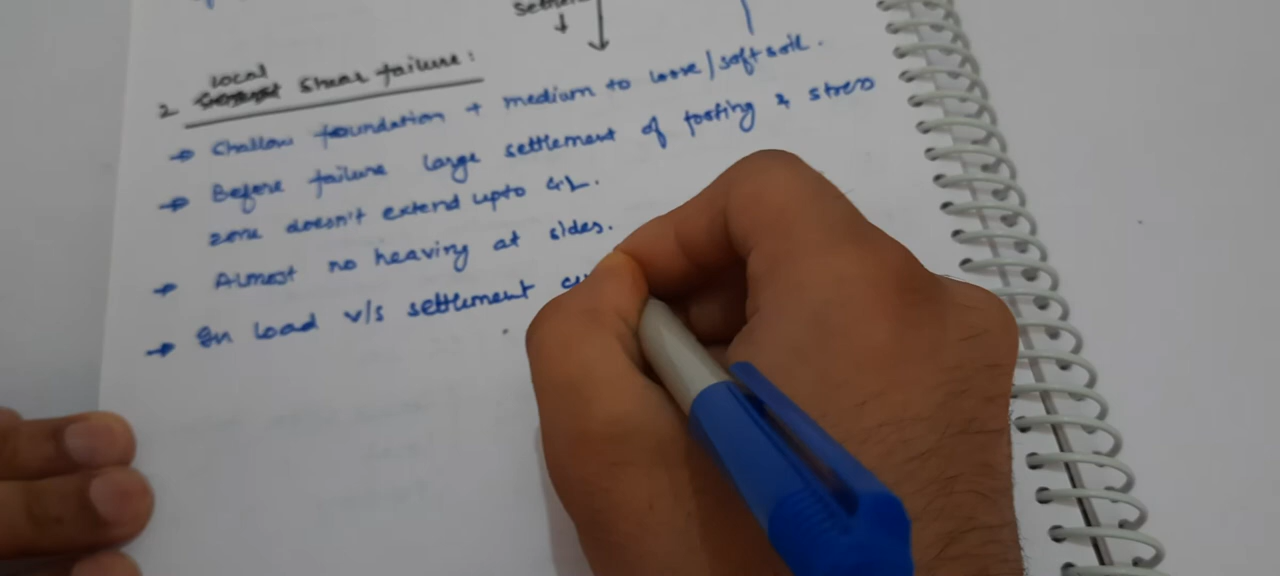 2. Local Shear failure:
→ Shallow foundation + medium to loose/soft soil.
→ Before failure large settlement of footing & stress
zone doesn't extend upto GL.
→ Almost no heaving at sides.
→ In load v/s settlement